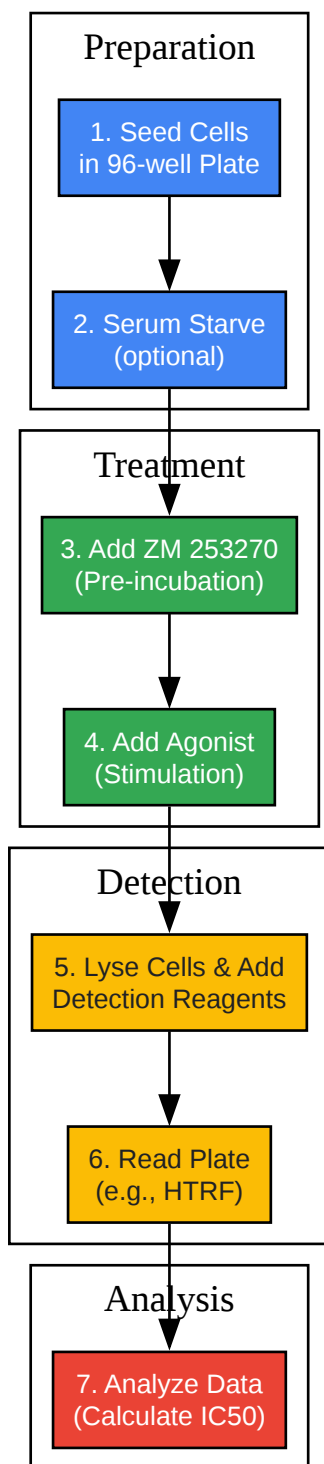 Preparation
1. Seed Cells
in 96-well Plate
2. Serum Starve
(optional)
Treatment
3. Add ZM 253270
(Pre-incubation)
4. Add Agonist
(Stimulation)
Detection
5. Lyse Cells & Add
Detection Reagents
6. Read Plate
(e.g., HTRF)
Analysis
7. Analyze Data
(Calculate IC50)